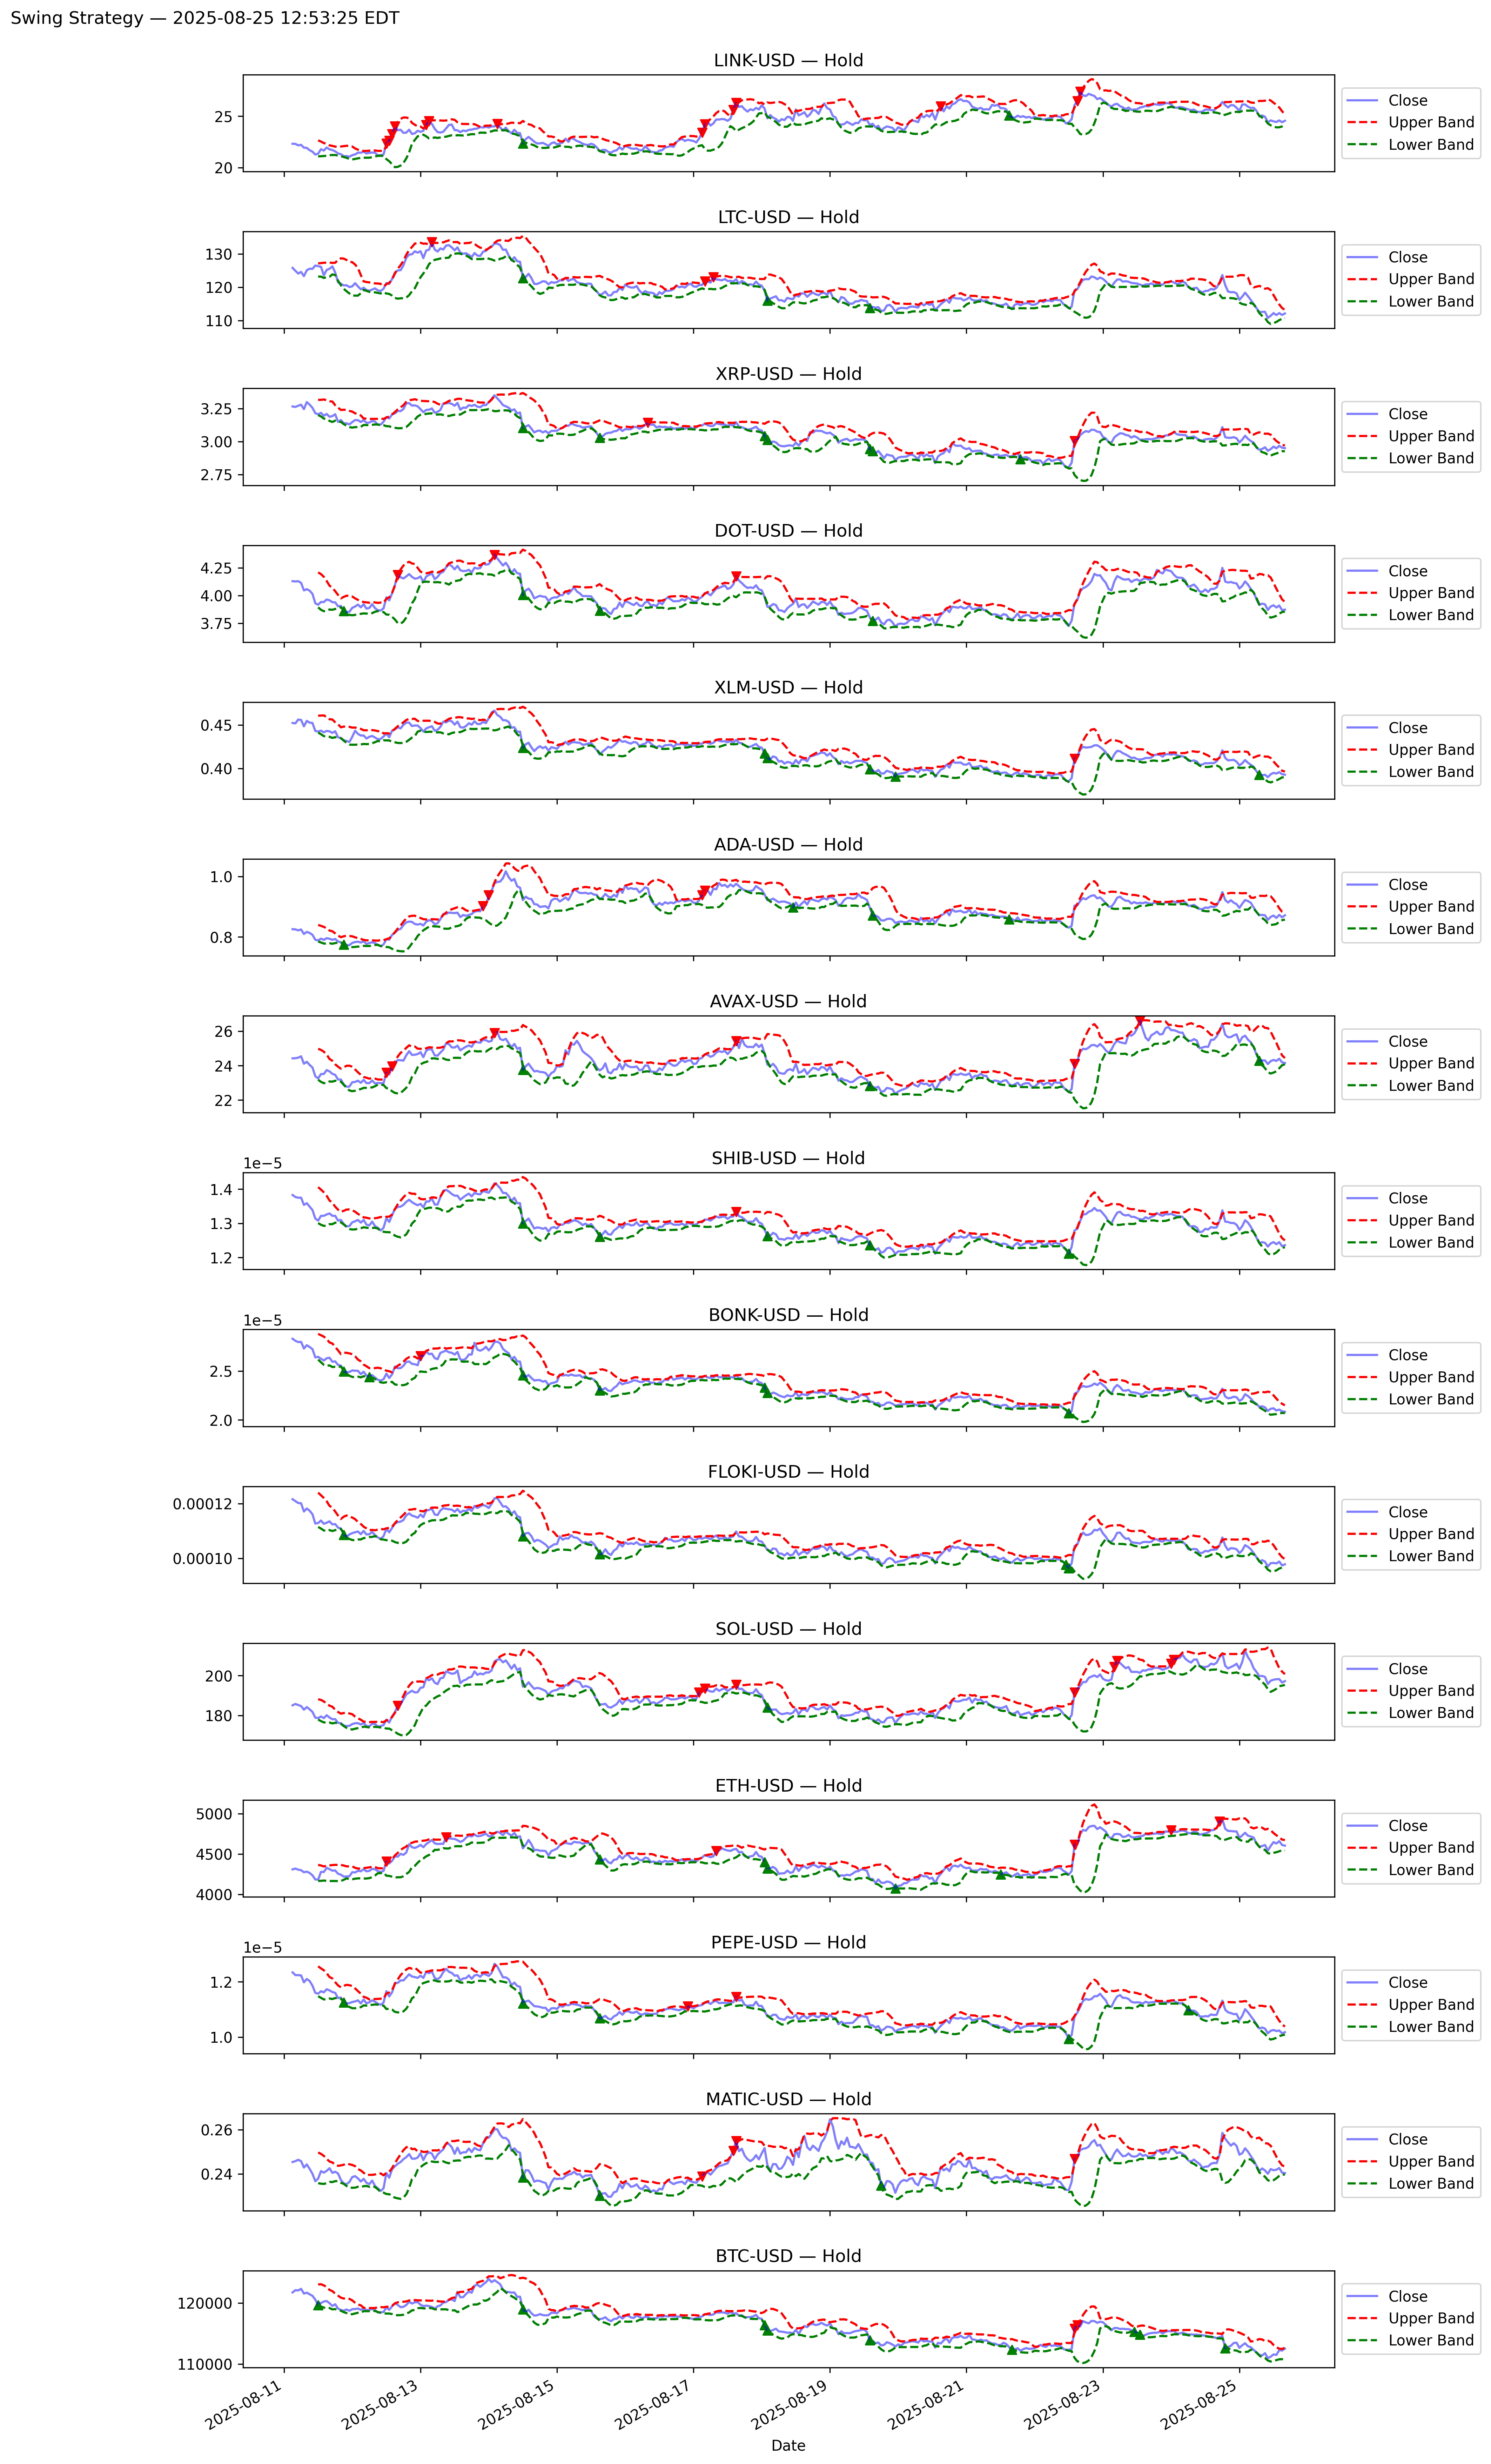 Swing Strategy — 2025-08-25 12:53:25 EDT
LINK-USD — Hold
25
20
Close
Upper Band
Lower Band
LTC-USD — Hold
130
120
110
Close
Upper Band
Lower Band
XRP-USD — Hold
3.25
3.00
2.75
Close
Upper Band
Lower Band
DOT-USD — Hold
4.25
4.00
3.75
Close
Upper Band
Lower Band
XLM-USD — Hold
0.45
0.40
Close
Upper Band
Lower Band
ADA-USD — Hold
1.0
0.8
Close
Upper Band
Lower Band
AVAX-USD — Hold
26
24
22
Close
Upper Band
Lower Band
SHIB-USD — Hold
1e−5
1.4
1.3
1.2
Close
Upper Band
Lower Band
BONK-USD — Hold
1e−5
2.5
2.0
Close
Upper Band
Lower Band
FLOKI-USD — Hold
0.00012
0.00010
Close
Upper Band
Lower Band
SOL-USD — Hold
200
180
Close
Upper Band
Lower Band
ETH-USD — Hold
5000
4500
4000
Close
Upper Band
Lower Band
PEPE-USD — Hold
1e−5
1.2
1.0
Close
Upper Band
Lower Band
MATIC-USD — Hold
0.26
0.24
Close
Upper Band
Lower Band
BTC-USD — Hold
120000
110000
Close
Upper Band
Lower Band
2025-08-11
2025-08-13
2025-08-15
2025-08-17
2025-08-19
2025-08-21
2025-08-23
2025-08-25
Date